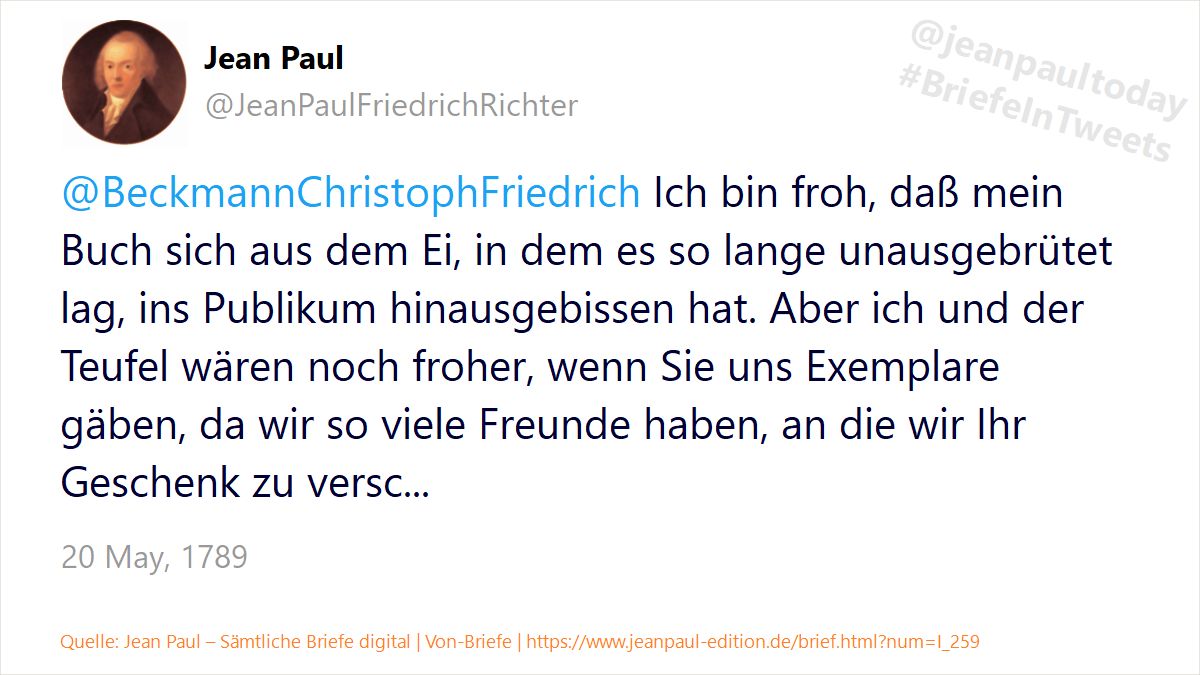 Jean Paul
@JeanPaulFriedrichRichter
@jeanpaultoday
#BriefeInTweets
@BeckmannChristophFriedrich Ich bin froh, daß mein
Buch sich aus dem Ei, in dem es so lange unausgebrütet
lag, ins Publikum hinausgebissen hat. Aber ich und der
Teufel wären noch froher, wenn Sie uns Exemplare
gäben, da wir so viele Freunde haben, an die wir Ihr
Geschenk zu versc...
20 May, 1789
Quelle: Jean Paul – Sämtliche Briefe digital | Von-Briefe | https://www.jeanpaul-edition.de/brief.html?num=I_259